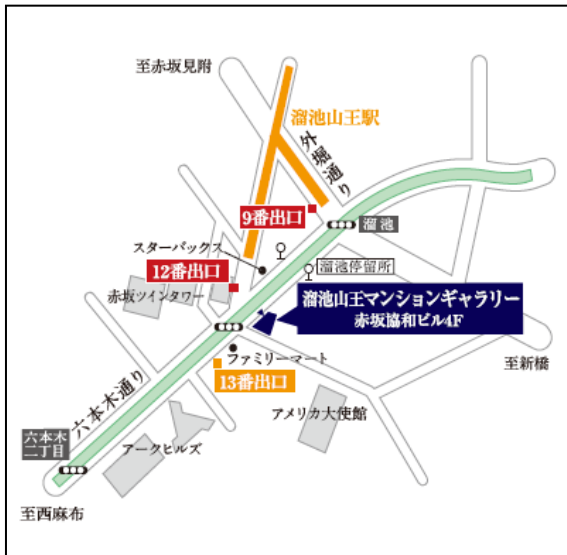 至赤坂見附
溜池山王駅
外堀通り
9番出口
溜池
スターバックス
溜池停留所
12番出口
赤坂ツインタワー
溜池山王マンションギャラリー
赤坂協和ビル4F
ファミリーマート
至新橋
13番出口
六本木通り
アメリカ大使館
六本木
二丁目
アークヒルズ
至西麻布